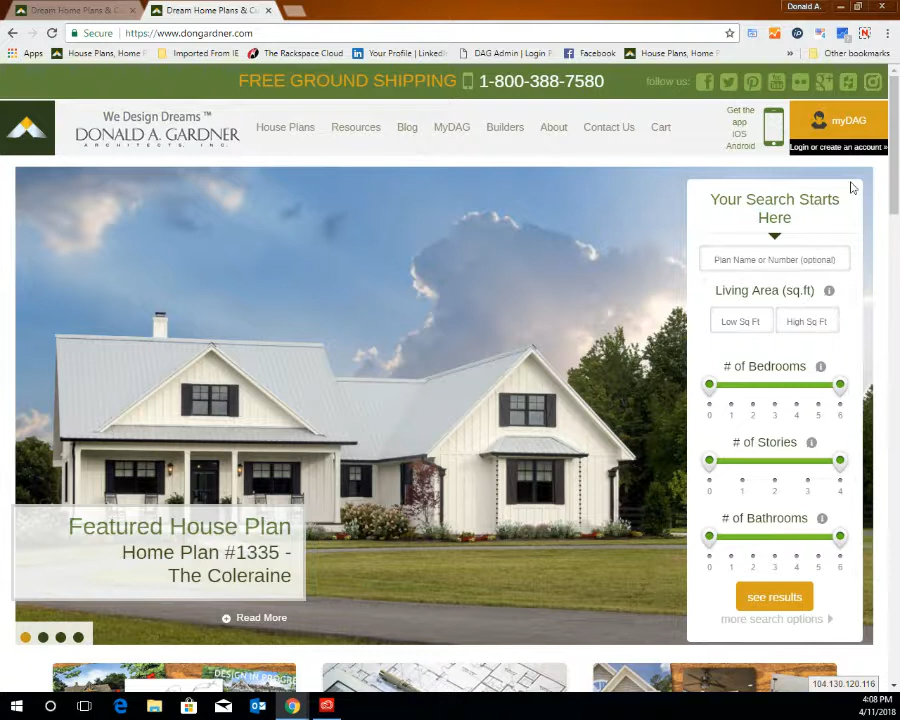 Dream Home Plans & C
Dream Home Plans & Cu
Donald A.
Secure
https://www.dongardner.com
Apps
House Plans, Home F
Imported From IE
The Rackspace Cloud
Your Profile | LinkedIn
DAG Admin | Login F
Facebook
House Plans, Home F
»
Other bookmarks
FREE GROUND SHIPPING 1-800-388-7580
follow us:
We Design Dreams™
DONALD A. GARDNER
ARCHITECTS, INC.
House Plans
Resources
Blog
MyDAG
Builders
About
Contact Us
Cart
Get the
app
iOS
Android
myDAG
Login or create an account »
Your Search Starts
Here
Plan Name or Number (optional)
Living Area (sq.ft)
Low Sq Ft
High Sq Ft
# of Bedrooms
0 1 2 3 4 5 6
# of Stories
0 1 2 3 4
# of Bathrooms
0 1 2 3 4 5 6
see results
more search options
Featured House Plan
Home Plan #1335 -
The Coleraine
Read More
DESIGN IN PROGRESS
104.130.120.116
4:08 PM
4/11/2018